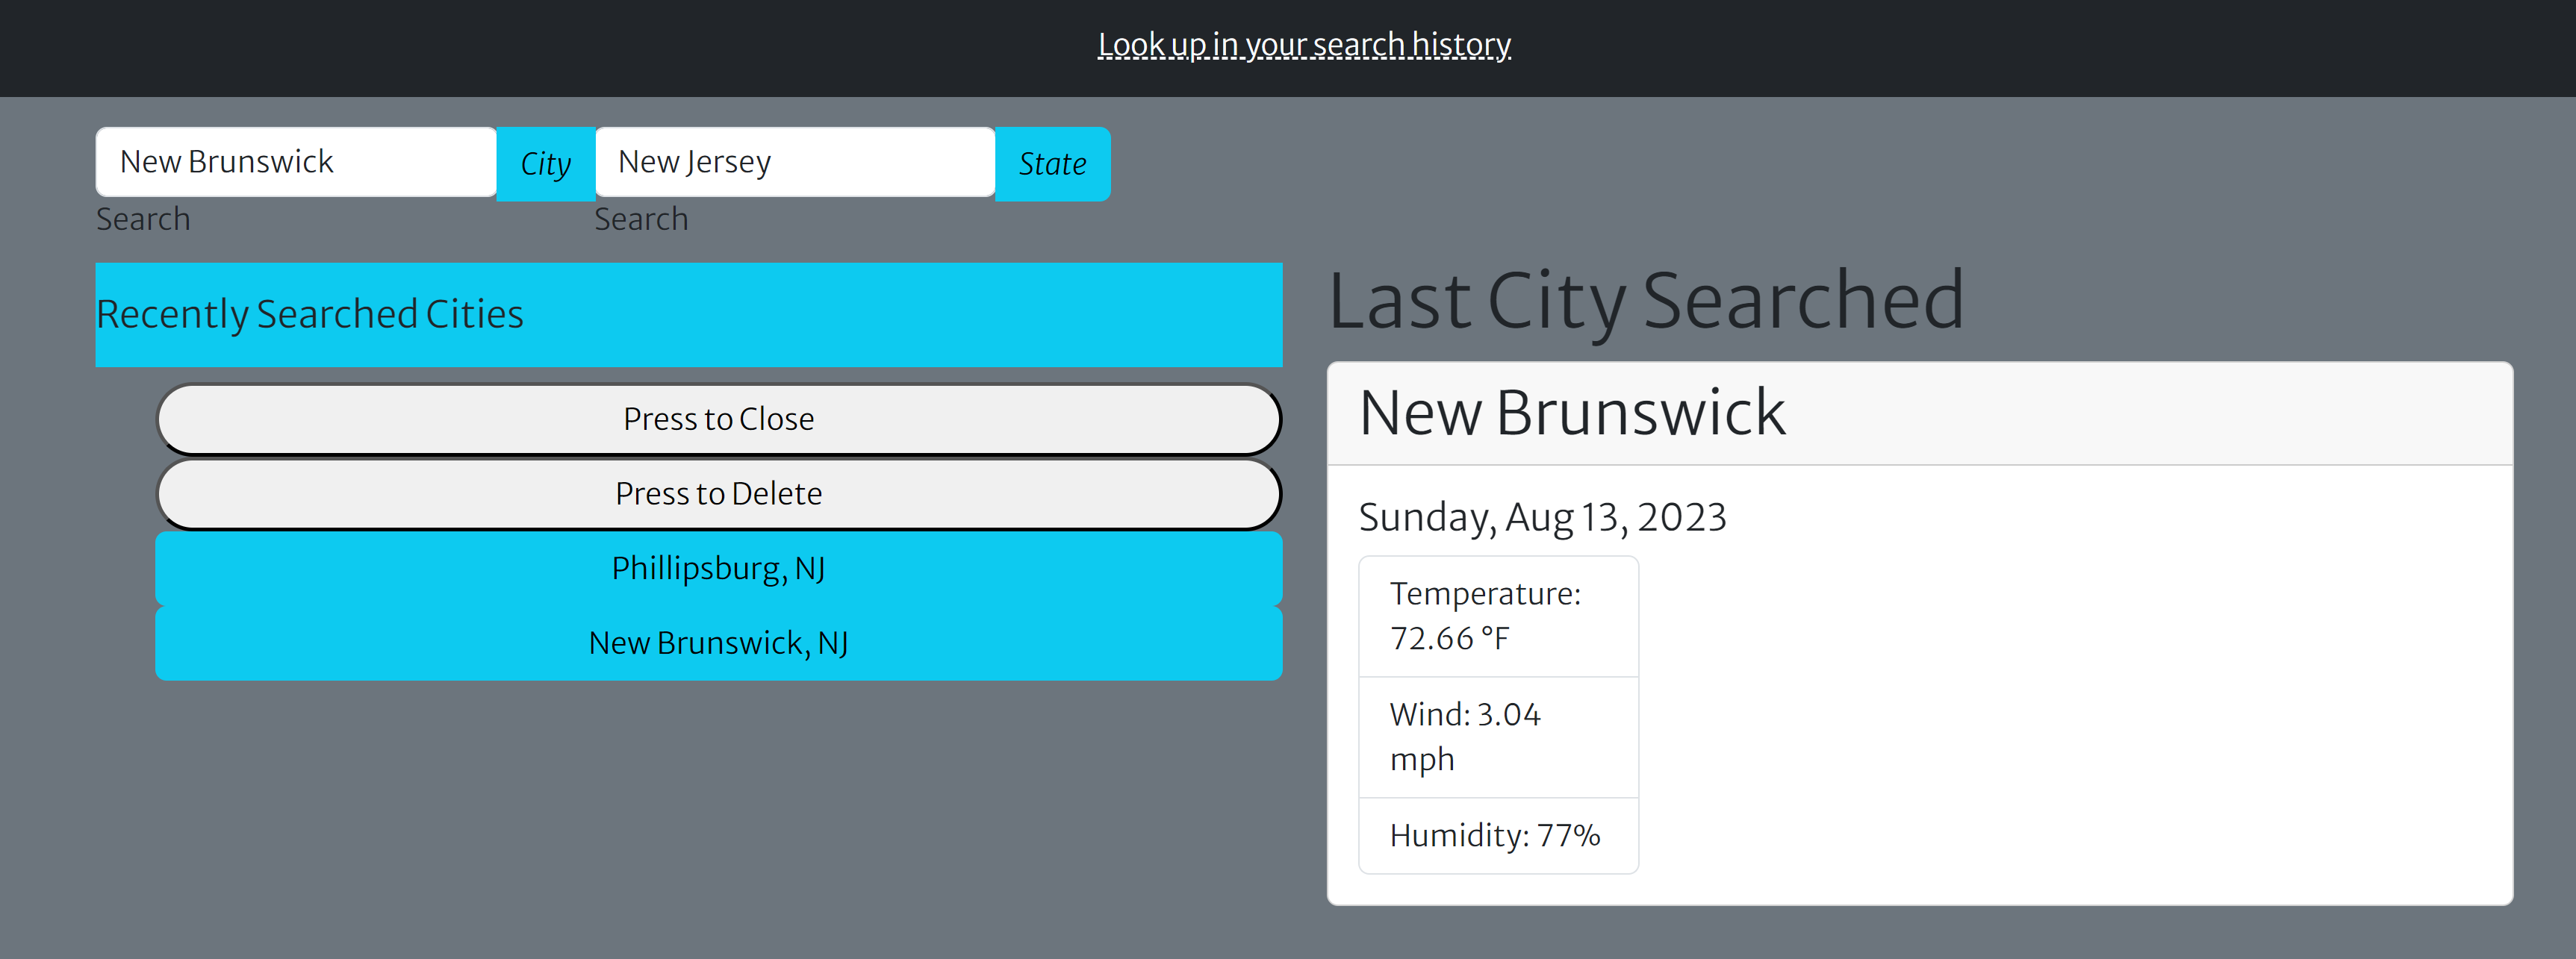 Look up in your search history
New Brunswick City New Jersey State
Search Search
Recently Searched Cities
Press to Close
Press to Delete
Phillipsburg, NJ
New Brunswick, NJ
Last City Searched
New Brunswick
Sunday, Aug 13, 2023
Temperature:
72.66 °F
Wind: 3.04
mph
Humidity: 77%